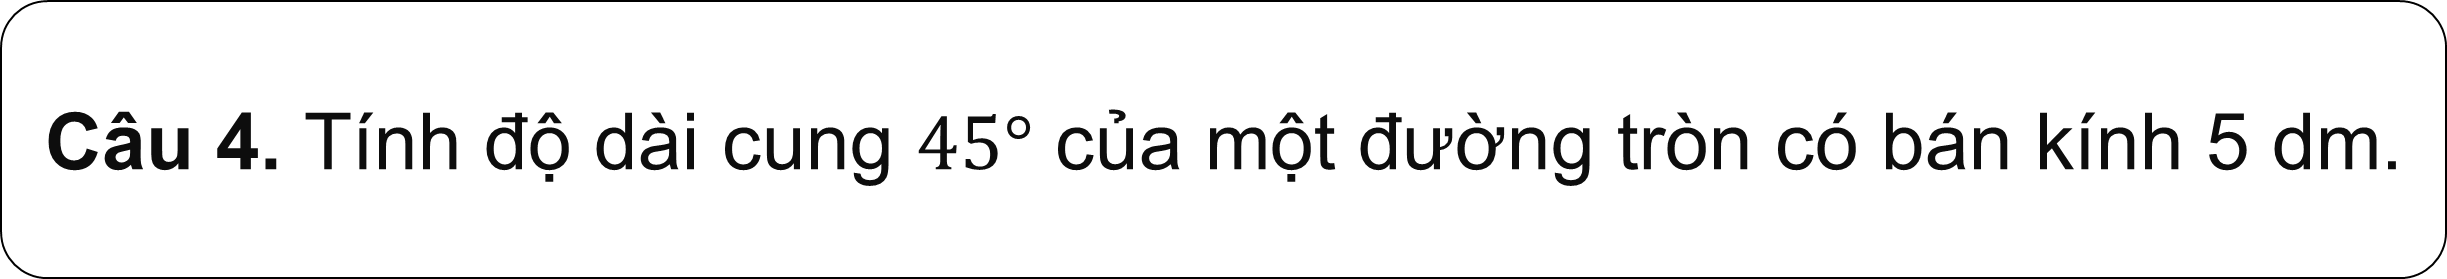 Câu 4. Tính độ dài cung 45° của một đường tròn có bán kính 5 dm.